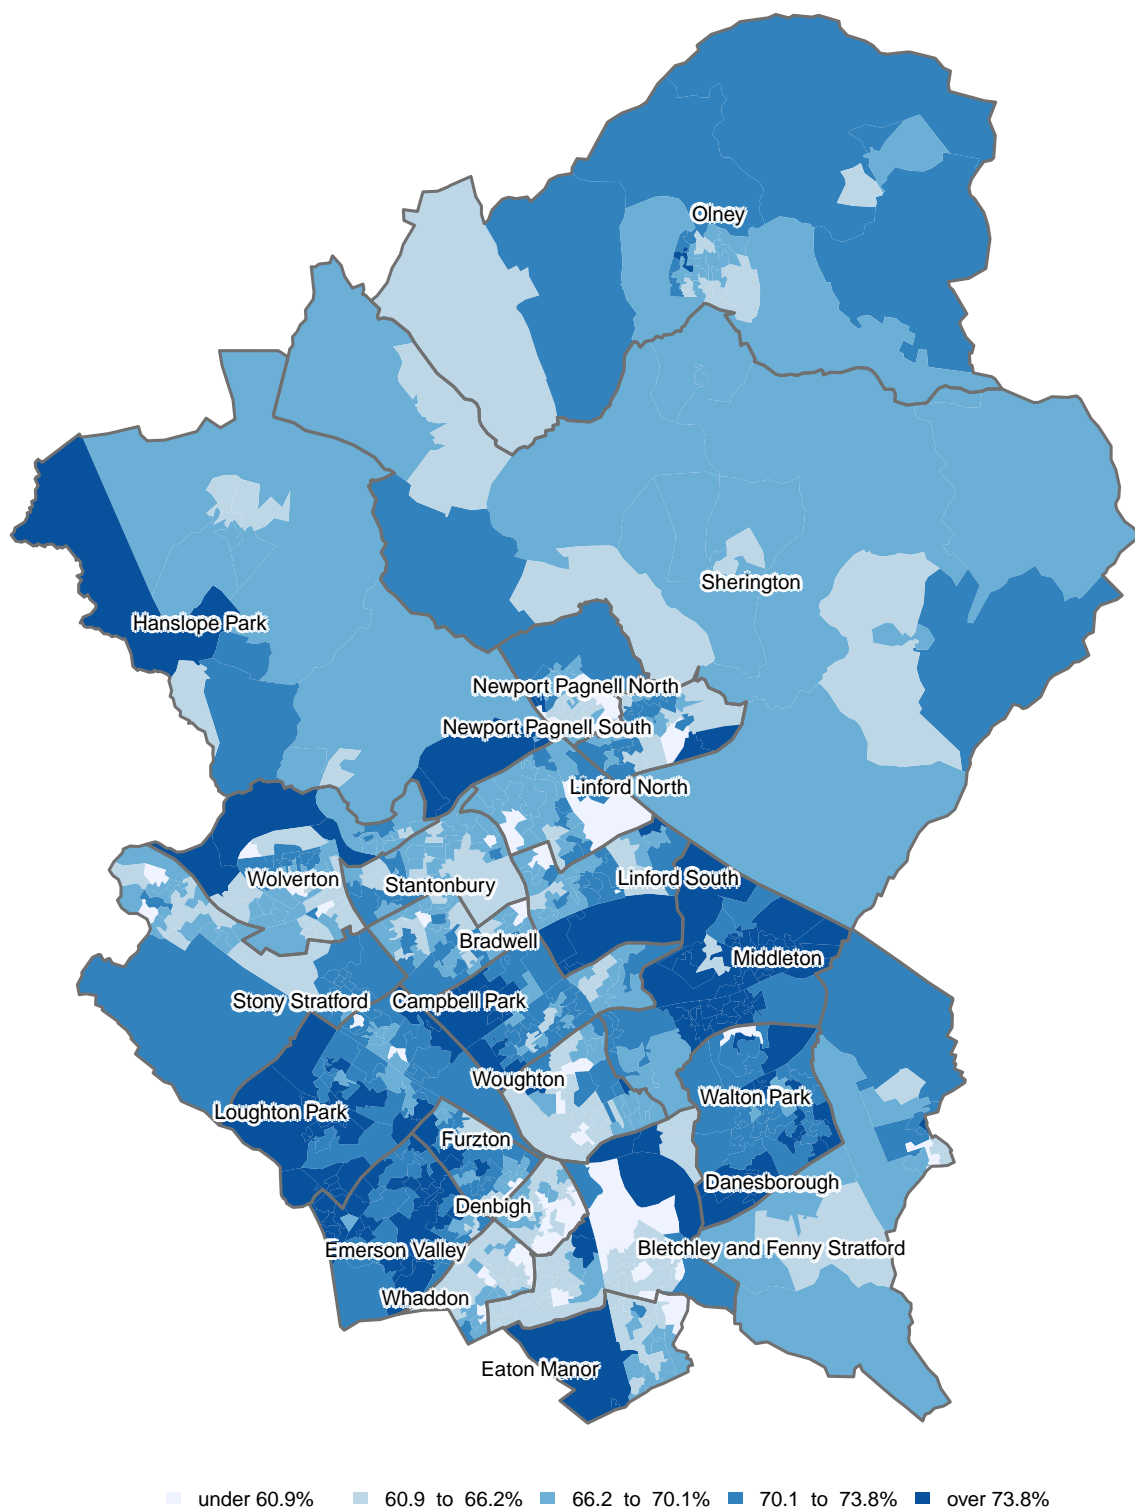 Olney
Sherington
Hanslope Park
Newport Pagnell North
Newport Pagnell South
Linford North
Wolverton
Stantonbury
Linford South
Bradwell
Middleton
Stony Stratford
Campbell Park
Woughton
Walton Park
Loughton Park
Furzton
Danesborough
Denbigh
Emerson Valley
Bletchley and Fenny Stratford
Whaddon
Eaton Manor
under 60.9% 60.9 to 66.2% 66.2 to 70.1% 70.1 to 73.8% over 73.8%